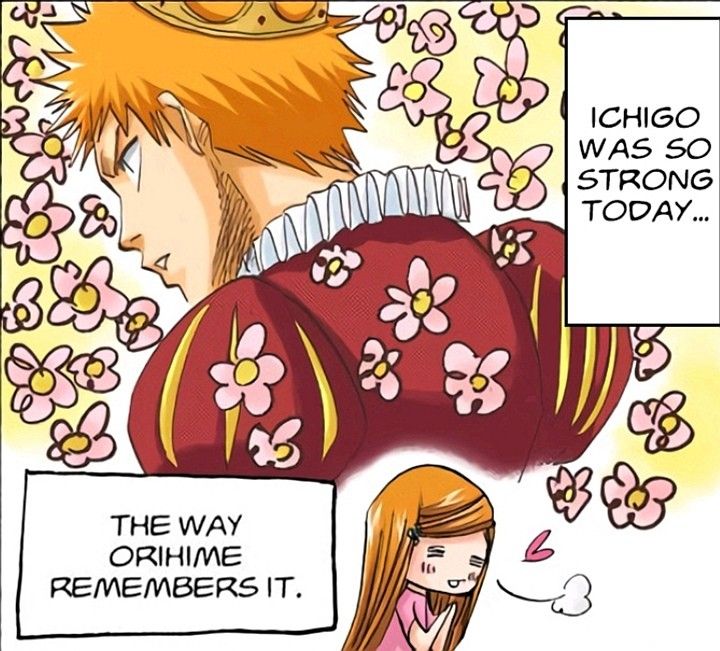 ICHIGO
WAS SO
STRONG
TODAY...
THE WAY
ORIHIME
REMEMBERS IT.